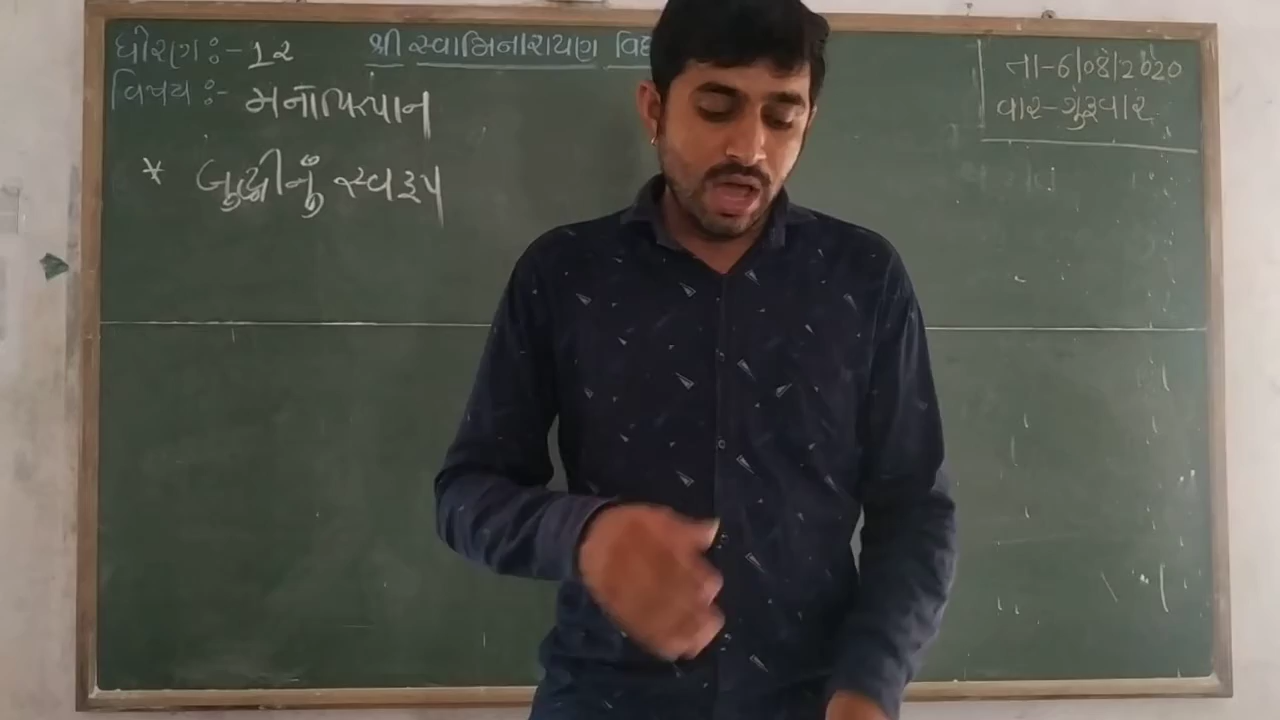 ધોરણ :- 12 શ્રી સ્વામિનારાયણ
વિષય :- મનોવિજ્ઞાન
* બુદ્ધીનું સ્વરૂપ
તા-6/08/2020
વાર-ગુરૂવાર